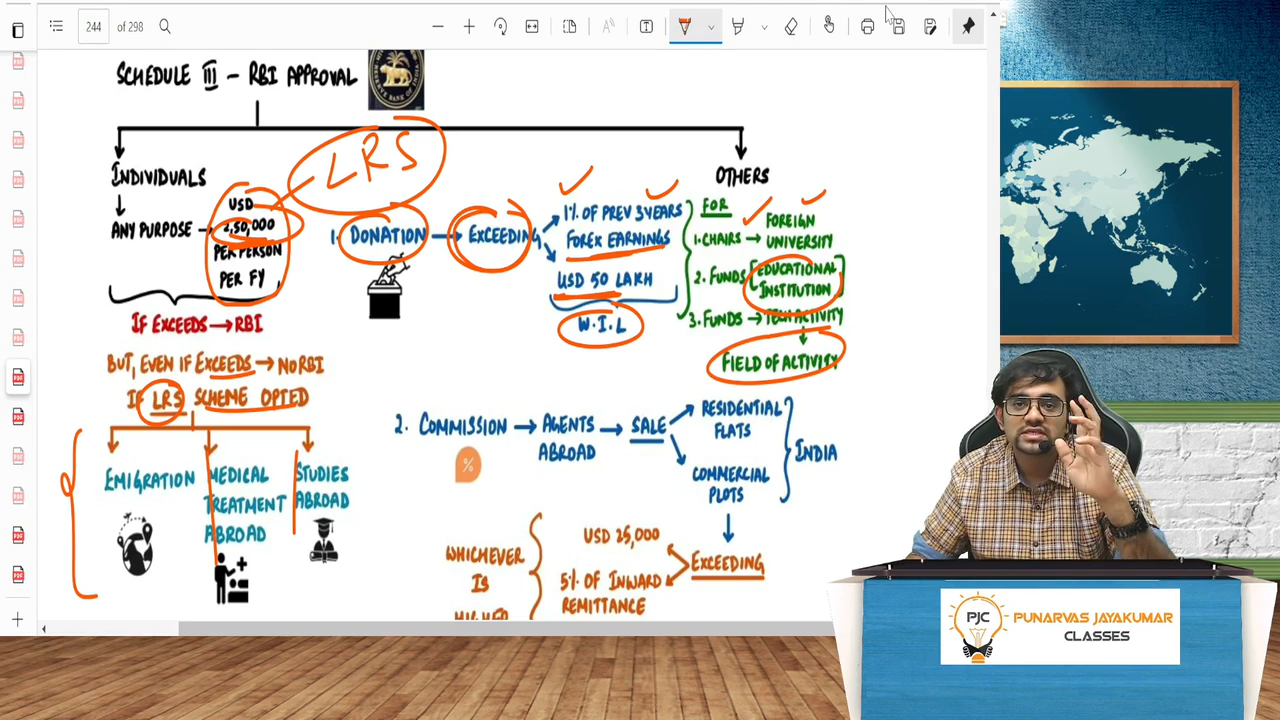 244 of 298
SCHEDULE III – RBI APPROVAL
LRS
INDIVIDUALS
ANY PURPOSE
USD
2,50,000
PER PERSON
PER FY
IF EXCEEDS → RBI
BUT, EVEN IF EXCEEDS → NO RBI
IF LRS SCHEME OPTED
EMIGRATION
MEDICAL
TREATMENT
ABROAD
STUDIES
ABROAD
OTHERS
1. DONATION → EXCEEDING
1% OF PREV 3 YEARS
FOREX EARNINGS
USD 50 LAKH
W.I.L
FOR
1. CHAIRS → FOREIGN
UNIVERSITY
2. FUNDS [EDUCATIONAL
INSTITUTION]
3. FUNDS → TECH ACTIVITY
FIELD OF ACTIVITY
2. COMMISSION → AGENTS
ABROAD → SALE
RESIDENTIAL
FLATS
COMMERCIAL
PLOTS
INDIA
%
EXCEEDING
USD 25,000
5% OF INWARD
REMITTANCE
WHICHEVER
IS
HIGHER
PJC
PUNARVAS JAYAKUMAR
CLASSES